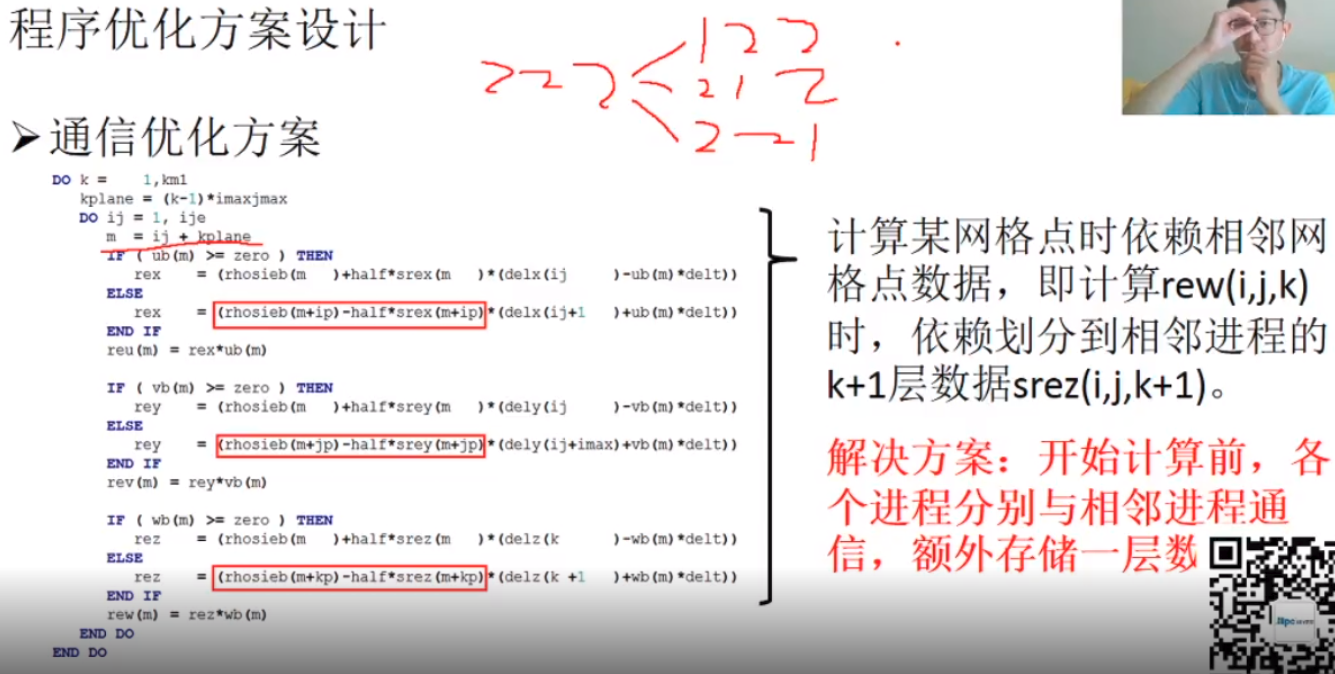 程序优化方案设计
222
122
212
221
➤通信优化方案
DO k = 1,km1
kplane = (k-1)*imaxjmax
DO ij = 1, ije
m = ij + kplane
IF ( ub(m) >= zero ) THEN
rex = (rhosieb(m )+half*srex(m )*(delx(ij )-ub(m)*delt))
ELSE
rex = (rhosieb(m+ip)-half*srex(m+ip)*(delx(ij+1 )+ub(m)*delt))
END IF
reu(m) = rex*ub(m)
IF ( vb(m) >= zero ) THEN
rey = (rhosieb(m )+half*srey(m )*(dely(ij )-vb(m)*delt))
ELSE
rey = (rhosieb(m+jp)-half*srey(m+jp)*(dely(ij+imax)+vb(m)*delt))
END IF
rev(m) = rey*vb(m)
IF ( wb(m) >= zero ) THEN
rez = (rhosieb(m )+half*srez(m )*(delz(k )-wb(m)*delt))
ELSE
rez = (rhosieb(m+kp)-half*srez(m+kp)*(delz(k +1 )+wb(m)*delt))
END IF
rew(m) = rez*wb(m)
END DO
END DO
计算某网格点时依赖相邻网
格点数据，即计算rew(i,j,k)
时，依赖划分到相邻进程的
k+1层数据srez(i,j,k+1)。
解决方案：开始计算前，各
个进程分别与相邻进程通
信，额外存储一层数